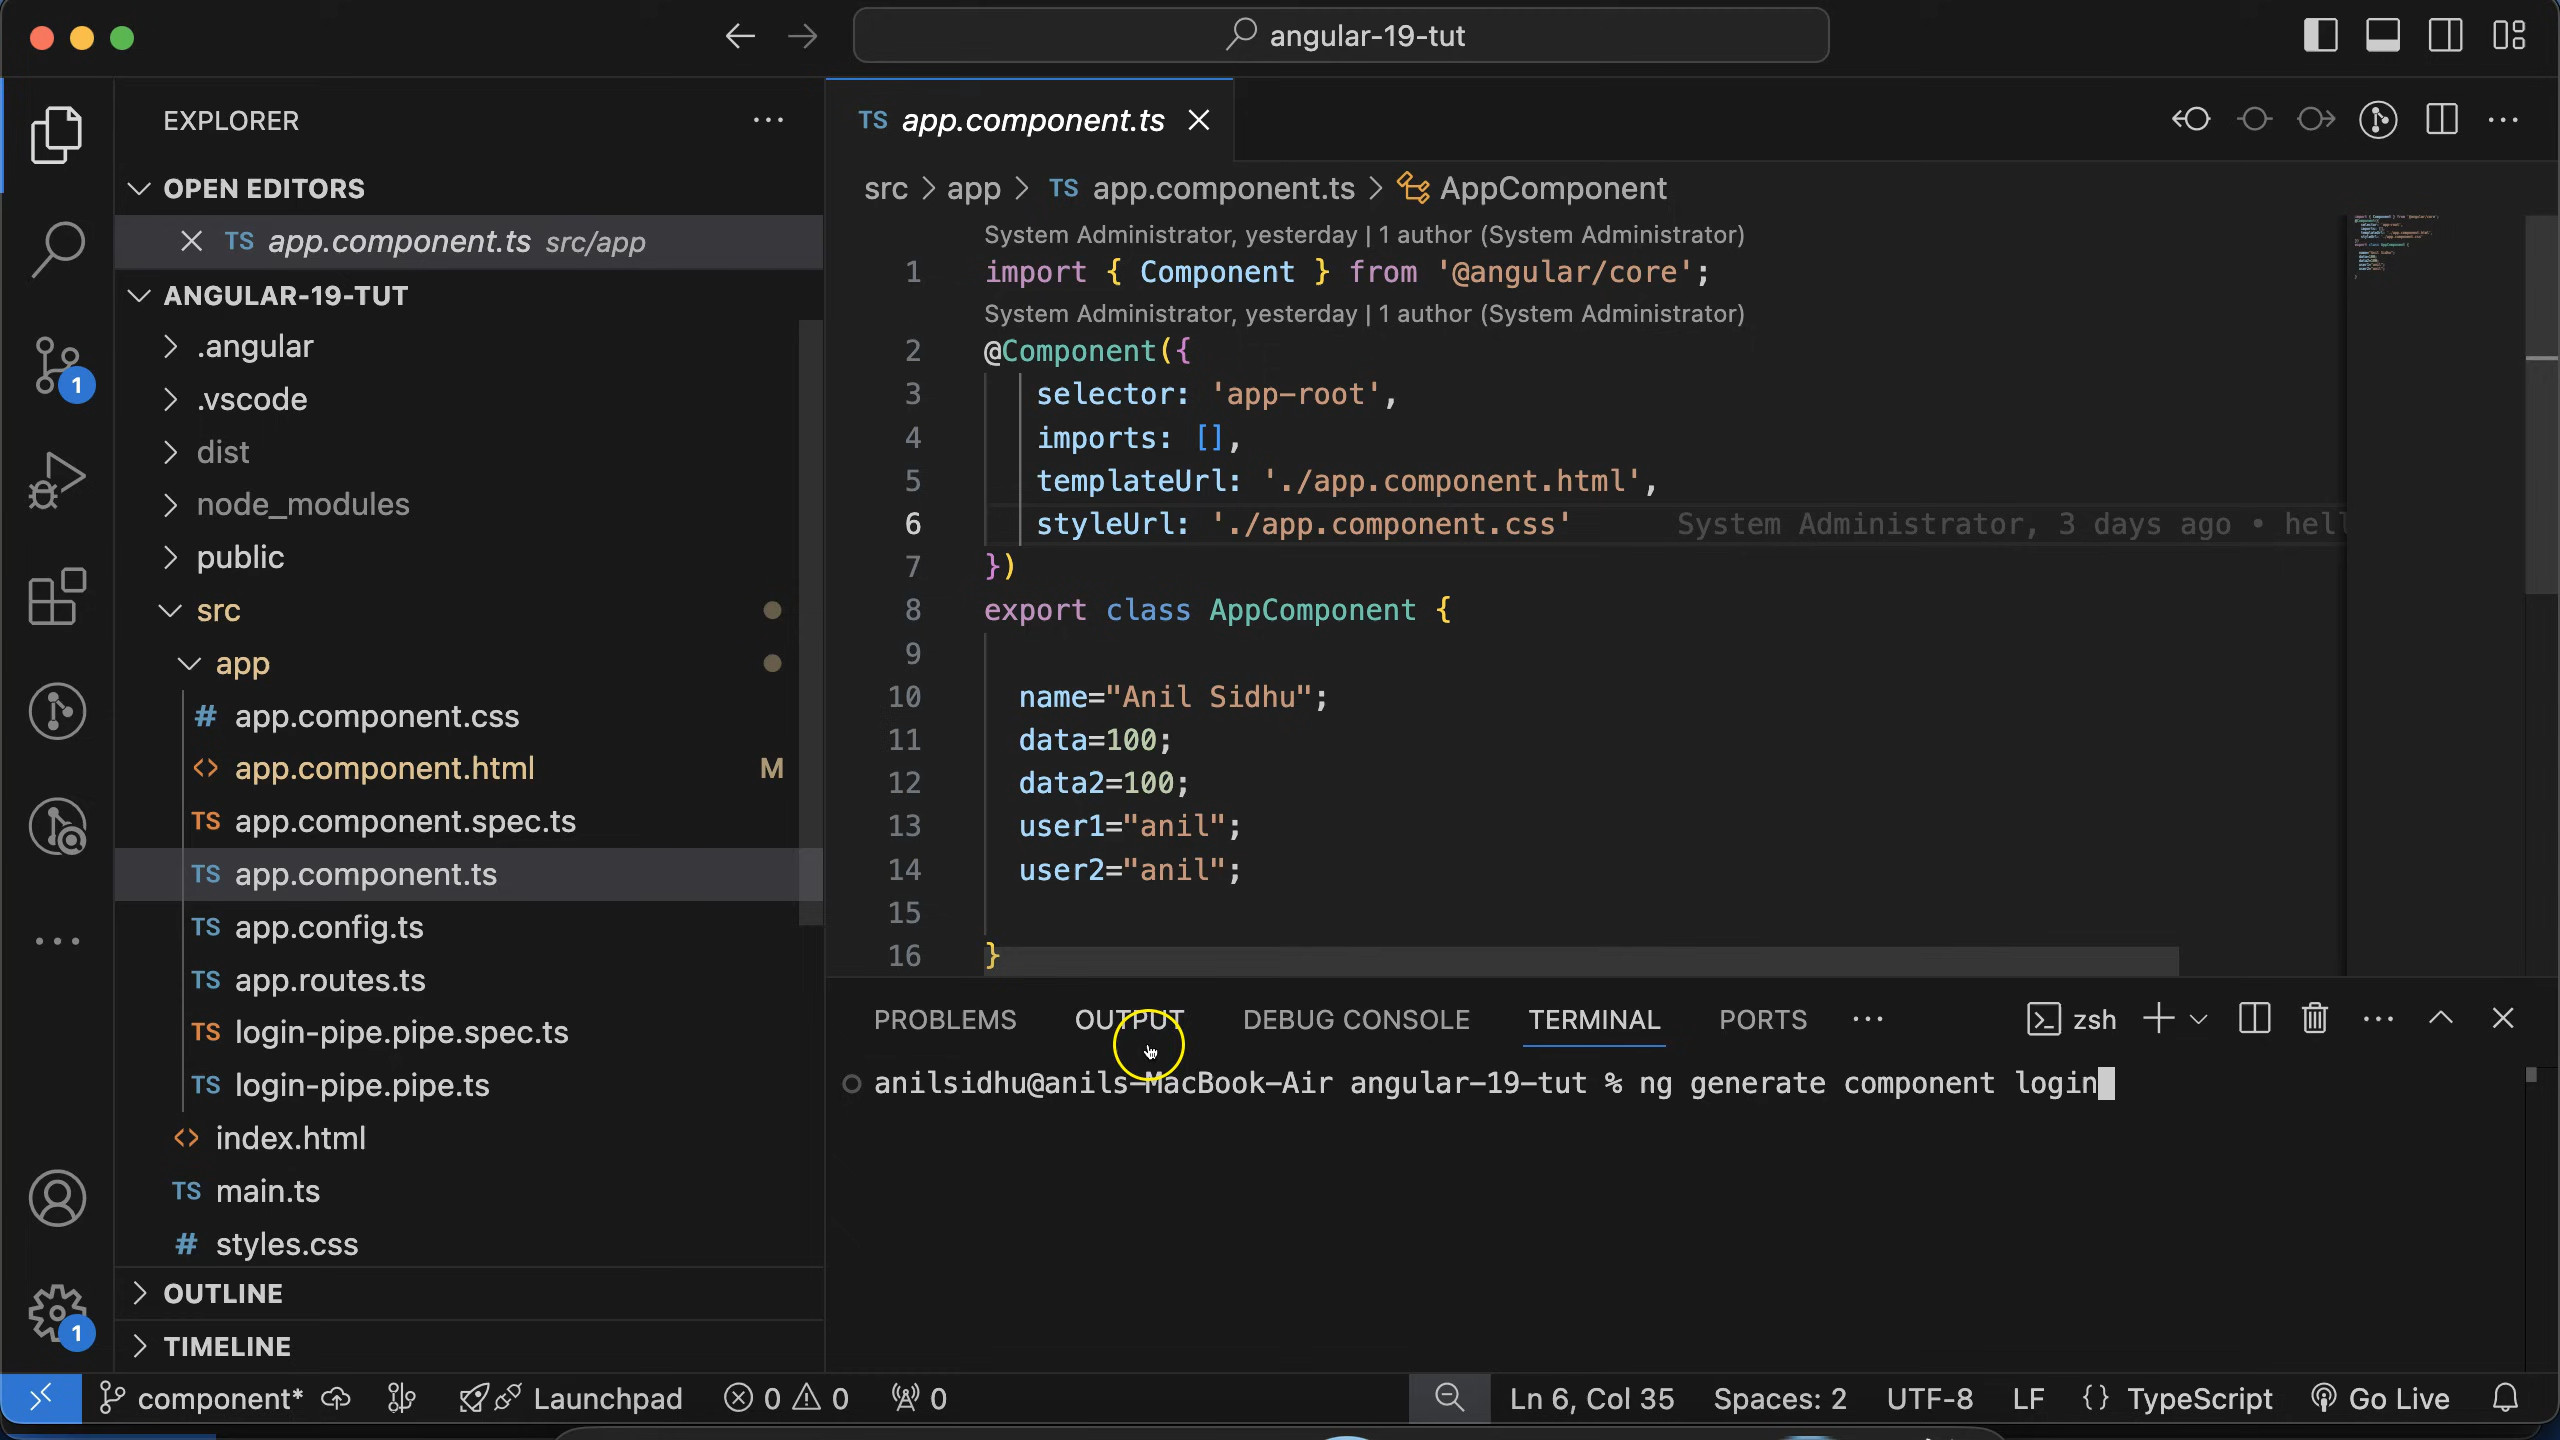 angular-19-tut
EXPLORER
OPEN EDITORS
TS app.component.ts src/app
ANGULAR-19-TUT
.angular
.vscode
dist
node_modules
public
src
app
# app.component.css
<> app.component.html M
TS app.component.spec.ts
TS app.component.ts
TS app.config.ts
TS app.routes.ts
TS login-pipe.pipe.spec.ts
TS login-pipe.pipe.ts
<> index.html
TS main.ts
# styles.css
OUTLINE
TIMELINE
1
1
TS app.component.ts
src > app > TS app.component.ts > AppComponent
System Administrator, yesterday | 1 author (System Administrator)
1 import { Component } from '@angular/core';
System Administrator, yesterday | 1 author (System Administrator)
2 @Component({
3 selector: 'app-root',
4 imports: [],
5 templateUrl: './app.component.html',
6 styleUrl: './app.component.css' System Administrator, 3 days ago • hell
7 })
8 export class AppComponent {
9
10 name="Anil Sidhu";
11 data=100;
12 data2=100;
13 user1="anil";
14 user2="anil";
15
16 }
PROBLEMS OUTPUT DEBUG CONSOLE TERMINAL PORTS zsh
anilsidhu@anils-MacBook-Air angular-19-tut % ng generate component login
component* Launchpad 0 0 0 Ln 6, Col 35 Spaces: 2 UTF-8 LF {} TypeScript Go Live